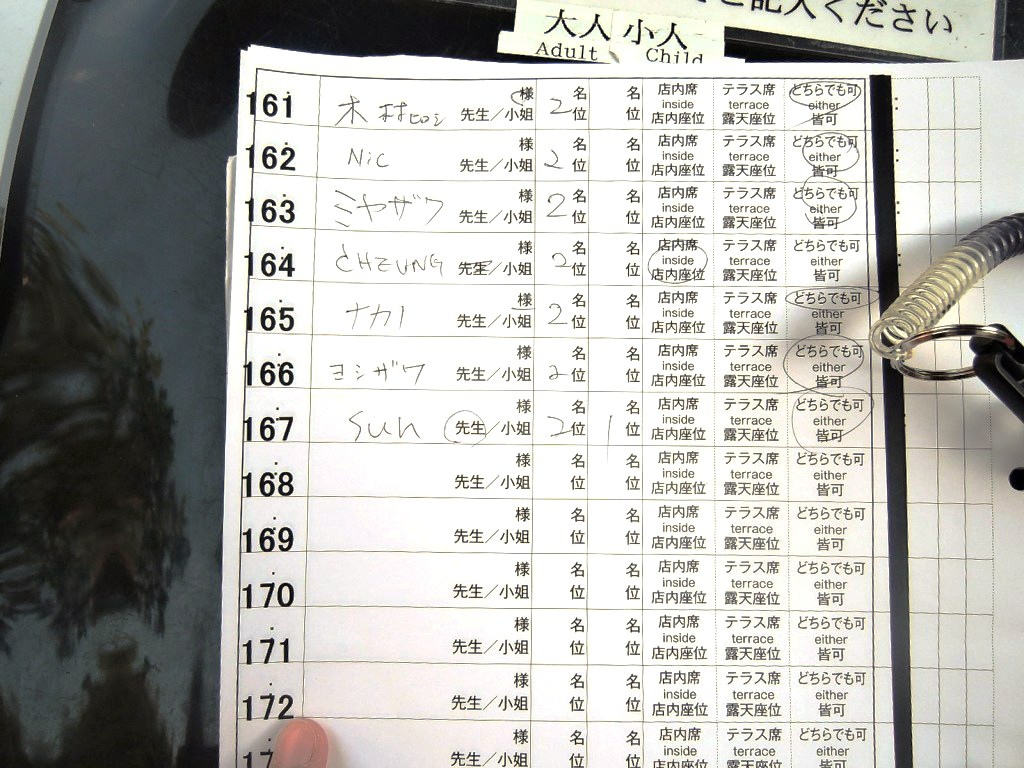 ご記入ください
大人 小人
Adult Child
161 木村ヒロシ 様 先生／小姐 2 名 位 名 位 店内席 inside 店内座位 テラス席 terrace 露天座位 どちらでも可 either 皆可
162 Nic 様 先生／小姐 2 名 位 名 位 店内席 inside 店内座位 テラス席 terrace 露天座位 どちらでも可 either 皆可
163 ミヤザワ 様 先生／小姐 2 名 位 名 位 店内席 inside 店内座位 テラス席 terrace 露天座位 どちらでも可 either 皆可
164 CHEUNG 様 先生／小姐 2 名 位 名 位 店内席 inside 店内座位 テラス席 terrace 露天座位 どちらでも可 either 皆可
165 ナカノ 様 先生／小姐 2 名 位 名 位 店内席 inside 店内座位 テラス席 terrace 露天座位 どちらでも可 either 皆可
166 ヨシザワ 様 先生／小姐 2 名 位 名 位 店内席 inside 店内座位 テラス席 terrace 露天座位 どちらでも可 either 皆可
167 Sun 様 先生／小姐 2 名 位 1 名 位 店内席 inside 店内座位 テラス席 terrace 露天座位 どちらでも可 either 皆可
168 様 先生／小姐 名 位 名 位 店内席 inside 店内座位 テラス席 terrace 露天座位 どちらでも可 either 皆可
169 様 先生／小姐 名 位 名 位 店内席 inside 店内座位 テラス席 terrace 露天座位 どちらでも可 either 皆可
170 様 先生／小姐 名 位 名 位 店内席 inside 店内座位 テラス席 terrace 露天座位 どちらでも可 either 皆可
171 様 先生／小姐 名 位 名 位 店内席 inside 店内座位 テラス席 terrace 露天座位 どちらでも可 either 皆可
172 様 先生／小姐 名 位 名 位 店内席 inside 店内座位 テラス席 terrace 露天座位 どちらでも可 either 皆可
様 先生／小姐 名 位 名 位 店内席 inside 店内座位 テラス席 terrace 露天座位 どちらでも可 either 皆可